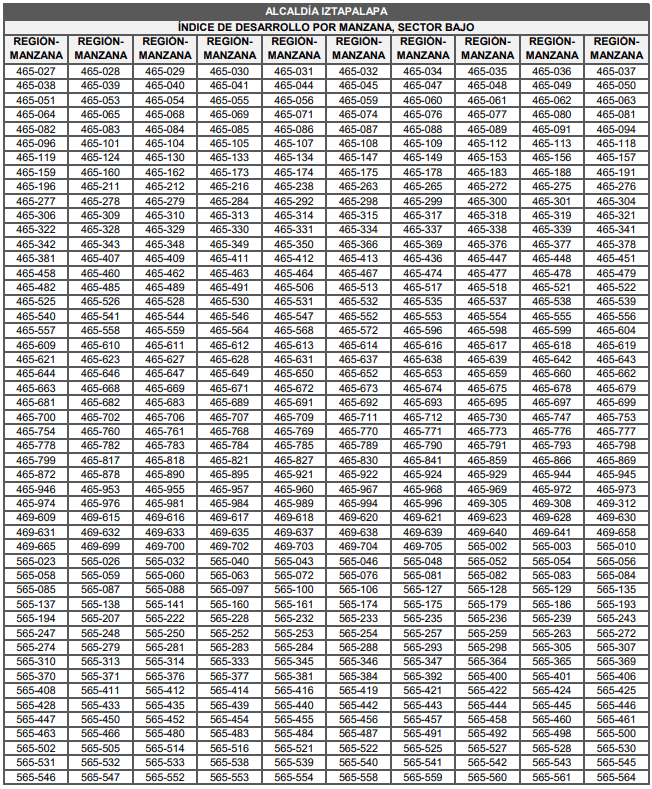 ALCALDÍA IZTAPALAPA
ÍNDICE DE DESARROLLO POR MANZANA, SECTOR BAJO
REGIÓN-MANZANA REGIÓN-MANZANA REGIÓN-MANZANA REGIÓN-MANZANA REGIÓN-MANZANA REGIÓN-MANZANA REGIÓN-MANZANA REGIÓN-MANZANA REGIÓN-MANZANA REGIÓN-MANZANA
465-027 465-028 465-029 465-030 465-031 465-032 465-034 465-035 465-036 465-037
465-038 465-039 465-040 465-041 465-044 465-045 465-047 465-048 465-049 465-050
465-051 465-053 465-054 465-055 465-056 465-059 465-060 465-061 465-062 465-063
465-064 465-065 465-068 465-069 465-071 465-074 465-076 465-077 465-080 465-081
465-082 465-083 465-084 465-085 465-086 465-087 465-088 465-089 465-091 465-094
465-096 465-101 465-104 465-105 465-107 465-108 465-109 465-112 465-113 465-118
465-119 465-124 465-130 465-133 465-134 465-147 465-149 465-153 465-156 465-157
465-159 465-160 465-162 465-173 465-174 465-175 465-178 465-183 465-188 465-191
465-196 465-211 465-212 465-216 465-238 465-263 465-265 465-272 465-275 465-276
465-277 465-278 465-279 465-284 465-292 465-298 465-299 465-300 465-301 465-304
465-306 465-309 465-310 465-313 465-314 465-315 465-317 465-318 465-319 465-321
465-322 465-328 465-329 465-330 465-331 465-334 465-337 465-338 465-339 465-341
465-342 465-343 465-348 465-349 465-350 465-366 465-369 465-376 465-377 465-378
465-381 465-407 465-409 465-411 465-412 465-413 465-436 465-447 465-448 465-451
465-458 465-460 465-462 465-463 465-464 465-467 465-474 465-477 465-478 465-479
465-482 465-485 465-489 465-491 465-506 465-513 465-517 465-518 465-521 465-522
465-525 465-526 465-528 465-530 465-531 465-532 465-535 465-537 465-538 465-539
465-540 465-541 465-544 465-546 465-547 465-552 465-553 465-554 465-555 465-556
465-557 465-558 465-559 465-564 465-568 465-572 465-596 465-598 465-599 465-604
465-609 465-610 465-611 465-612 465-613 465-614 465-616 465-617 465-618 465-619
465-621 465-623 465-627 465-628 465-631 465-637 465-638 465-639 465-642 465-643
465-644 465-646 465-647 465-649 465-650 465-652 465-653 465-659 465-660 465-662
465-663 465-668 465-669 465-671 465-672 465-673 465-674 465-675 465-678 465-679
465-681 465-682 465-683 465-689 465-691 465-692 465-693 465-695 465-697 465-699
465-700 465-702 465-706 465-707 465-709 465-711 465-712 465-730 465-747 465-753
465-754 465-760 465-761 465-768 465-769 465-770 465-771 465-773 465-776 465-777
465-778 465-782 465-783 465-784 465-785 465-789 465-790 465-791 465-793 465-798
465-799 465-817 465-818 465-821 465-827 465-830 465-841 465-859 465-866 465-869
465-872 465-878 465-890 465-895 465-921 465-922 465-924 465-929 465-944 465-945
465-946 465-953 465-955 465-957 465-960 465-967 465-968 465-969 465-972 465-973
465-974 465-976 465-981 465-984 465-989 465-994 465-996 469-305 469-308 469-312
469-609 469-615 469-616 469-617 469-618 469-620 469-621 469-623 469-628 469-630
469-631 469-632 469-633 469-635 469-637 469-638 469-639 469-640 469-641 469-658
469-665 469-699 469-700 469-702 469-703 469-704 469-705 565-002 565-003 565-010
565-023 565-026 565-032 565-040 565-043 565-046 565-048 565-052 565-054 565-056
565-058 565-059 565-060 565-063 565-072 565-076 565-081 565-082 565-083 565-084
565-085 565-087 565-088 565-097 565-100 565-106 565-127 565-128 565-129 565-135
565-137 565-138 565-141 565-160 565-161 565-174 565-175 565-179 565-186 565-193
565-194 565-207 565-222 565-228 565-232 565-233 565-235 565-236 565-239 565-243
565-247 565-248 565-250 565-252 565-253 565-254 565-257 565-259 565-263 565-272
565-274 565-279 565-281 565-283 565-284 565-288 565-293 565-298 565-305 565-307
565-310 565-313 565-314 565-333 565-345 565-346 565-347 565-364 565-365 565-369
565-370 565-371 565-376 565-377 565-381 565-384 565-392 565-400 565-401 565-406
565-408 565-411 565-412 565-414 565-416 565-419 565-421 565-422 565-424 565-425
565-428 565-433 565-435 565-439 565-440 565-442 565-443 565-444 565-445 565-446
565-447 565-450 565-452 565-454 565-455 565-456 565-457 565-458 565-460 565-461
565-463 565-466 565-480 565-483 565-484 565-487 565-491 565-492 565-498 565-500
565-502 565-505 565-514 565-516 565-521 565-522 565-525 565-527 565-528 565-530
565-531 565-532 565-533 565-538 565-539 565-540 565-541 565-542 565-543 565-545
565-546 565-547 565-552 565-553 565-554 565-558 565-559 565-560 565-561 565-564